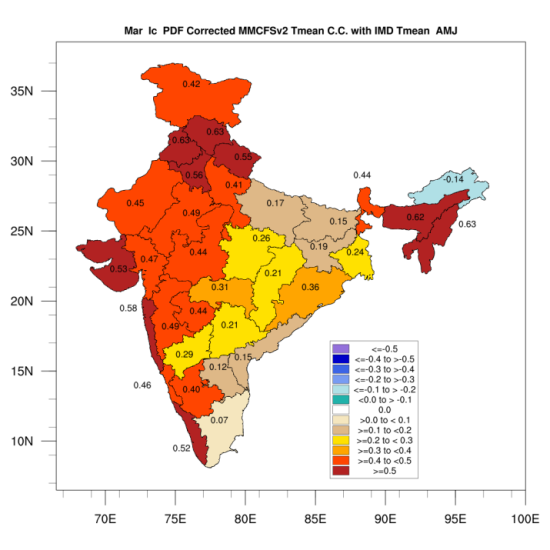 Mar Ic PDF Corrected MMCFSv2 Tmean C.C. with IMD Tmean AMJ
35N
30N
25N
20N
15N
10N
70E 75E 80E 85E 90E 95E 100E
0.42
0.63 0.63
0.55
0.56
0.41
0.44
-0.14
0.45
0.49
0.17
0.15
0.62
0.63
0.26
0.19
0.24
0.44
0.47
0.53
0.21
0.31
0.36
0.58
0.44
0.49
0.21
0.29
0.15
0.12
0.46
0.40
0.07
0.52
<=-0.5
<=-0.4 to >-0.5
<=-0.3 to >-0.4
<=-0.2 to >-0.3
<=-0.1 to > -0.2
<0.0 to > -0.1
0.0
>0.0 to < 0.1
>=0.1 to <0.2
>=0.2 to < 0.3
>=0.3 to <0.4
>=0.4 to <0.5
>=0.5